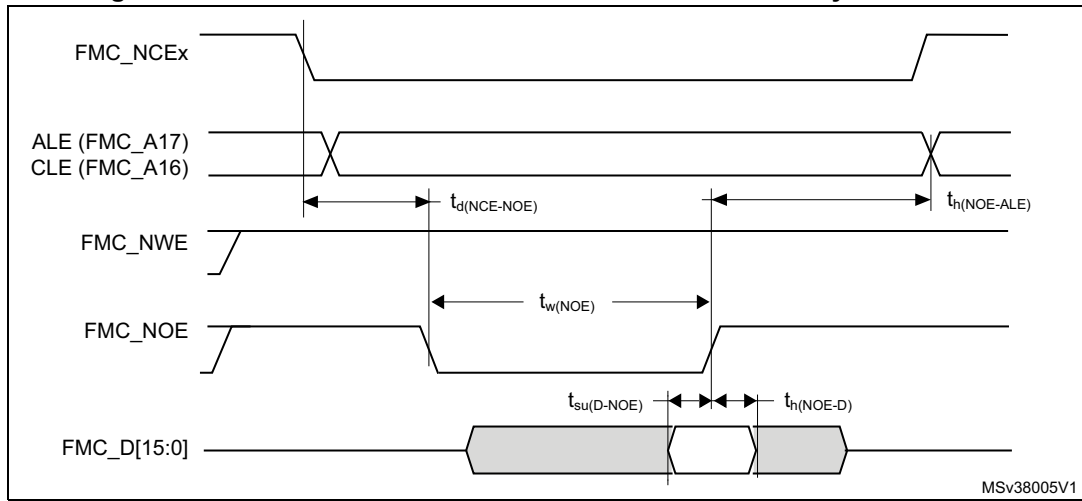 FMC_NCEx
ALE (FMC_A17)
CLE (FMC_A16)
td(NCE-NOE)
th(NOE-ALE)
FMC_NWE
tw(NOE)
FMC_NOE
tsu(D-NOE)
th(NOE-D)
FMC_D[15:0]
MSv38005V1